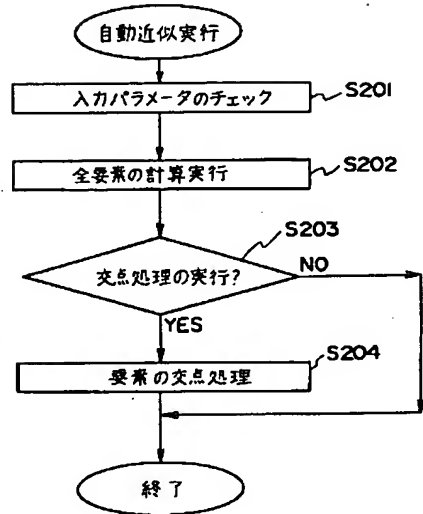 自動近似実行
入力パラメータのチェック
S201
全要素の計算実行
S202
S203
交点処理の実行?
NO
YES
S204
要素の交点処理
終了